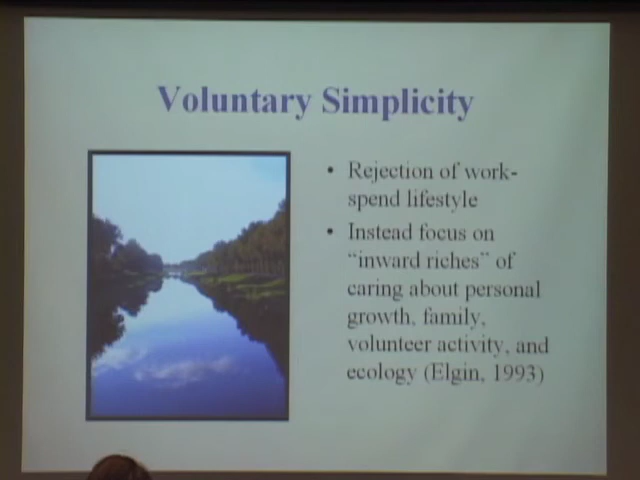 Voluntary Simplicity
• Rejection of work-
spend lifestyle
• Instead focus on
“inward riches” of
caring about personal
growth, family,
volunteer activity, and
ecology (Elgin, 1993)